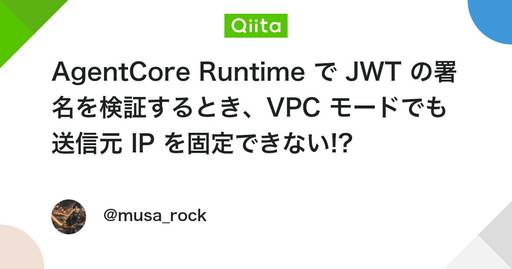 Qiita
AgentCore Runtime で JWT の署
名を検証するとき、VPC モードでも
送信元 IP を固定できない!?
@musa_rock